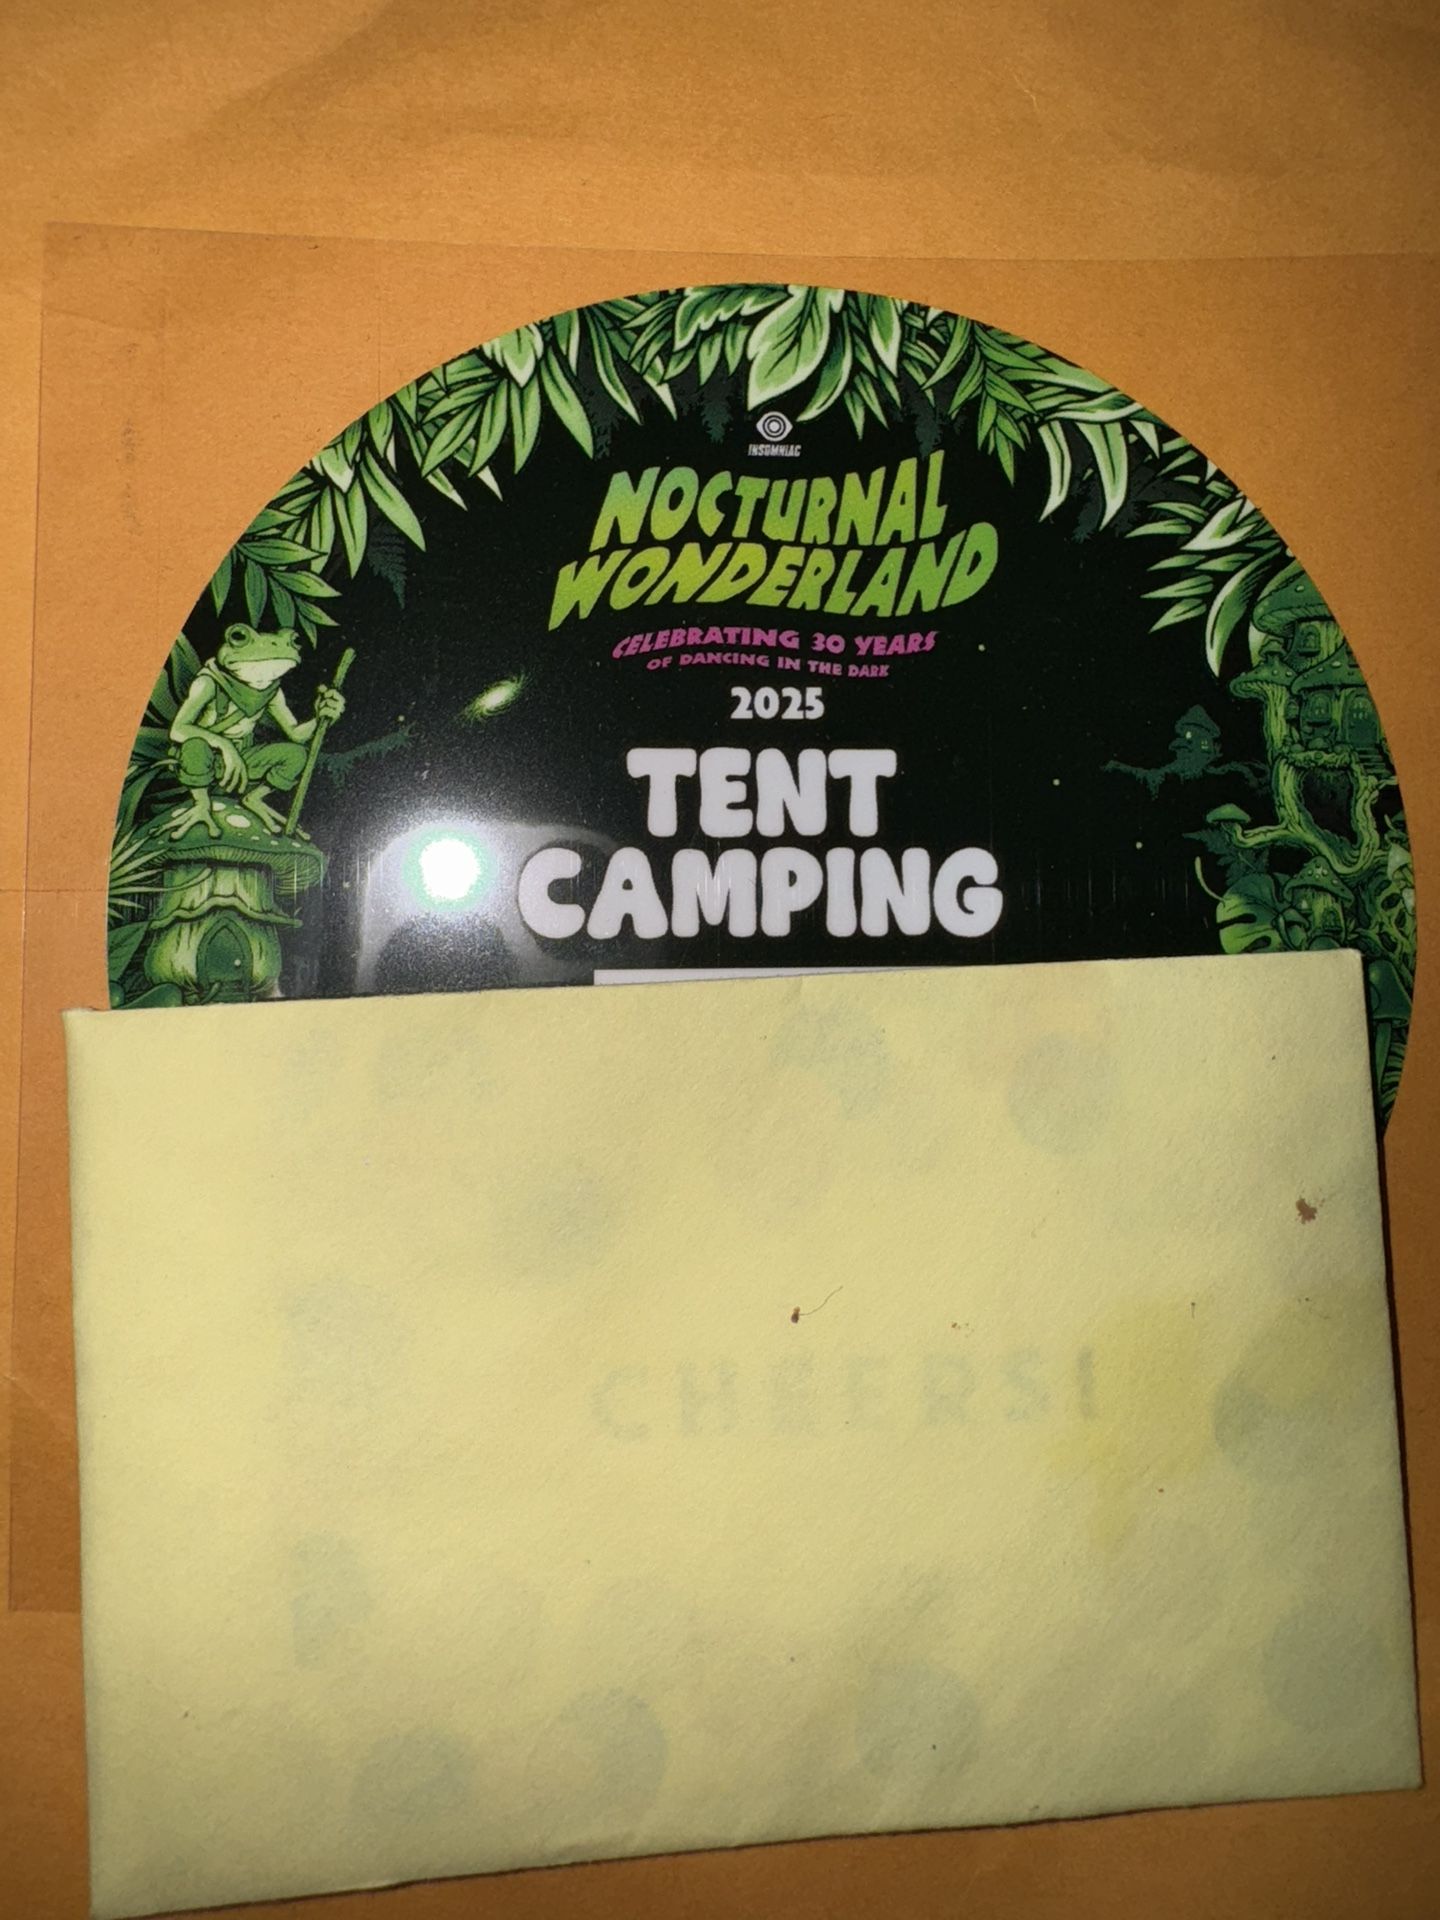 INSOMNIAC
NOCTURNAL
WONDERLAND
CELEBRATING 30 YEARS
OF DANCING IN THE DARK
2025
TENT
CAMPING
CHEERS!